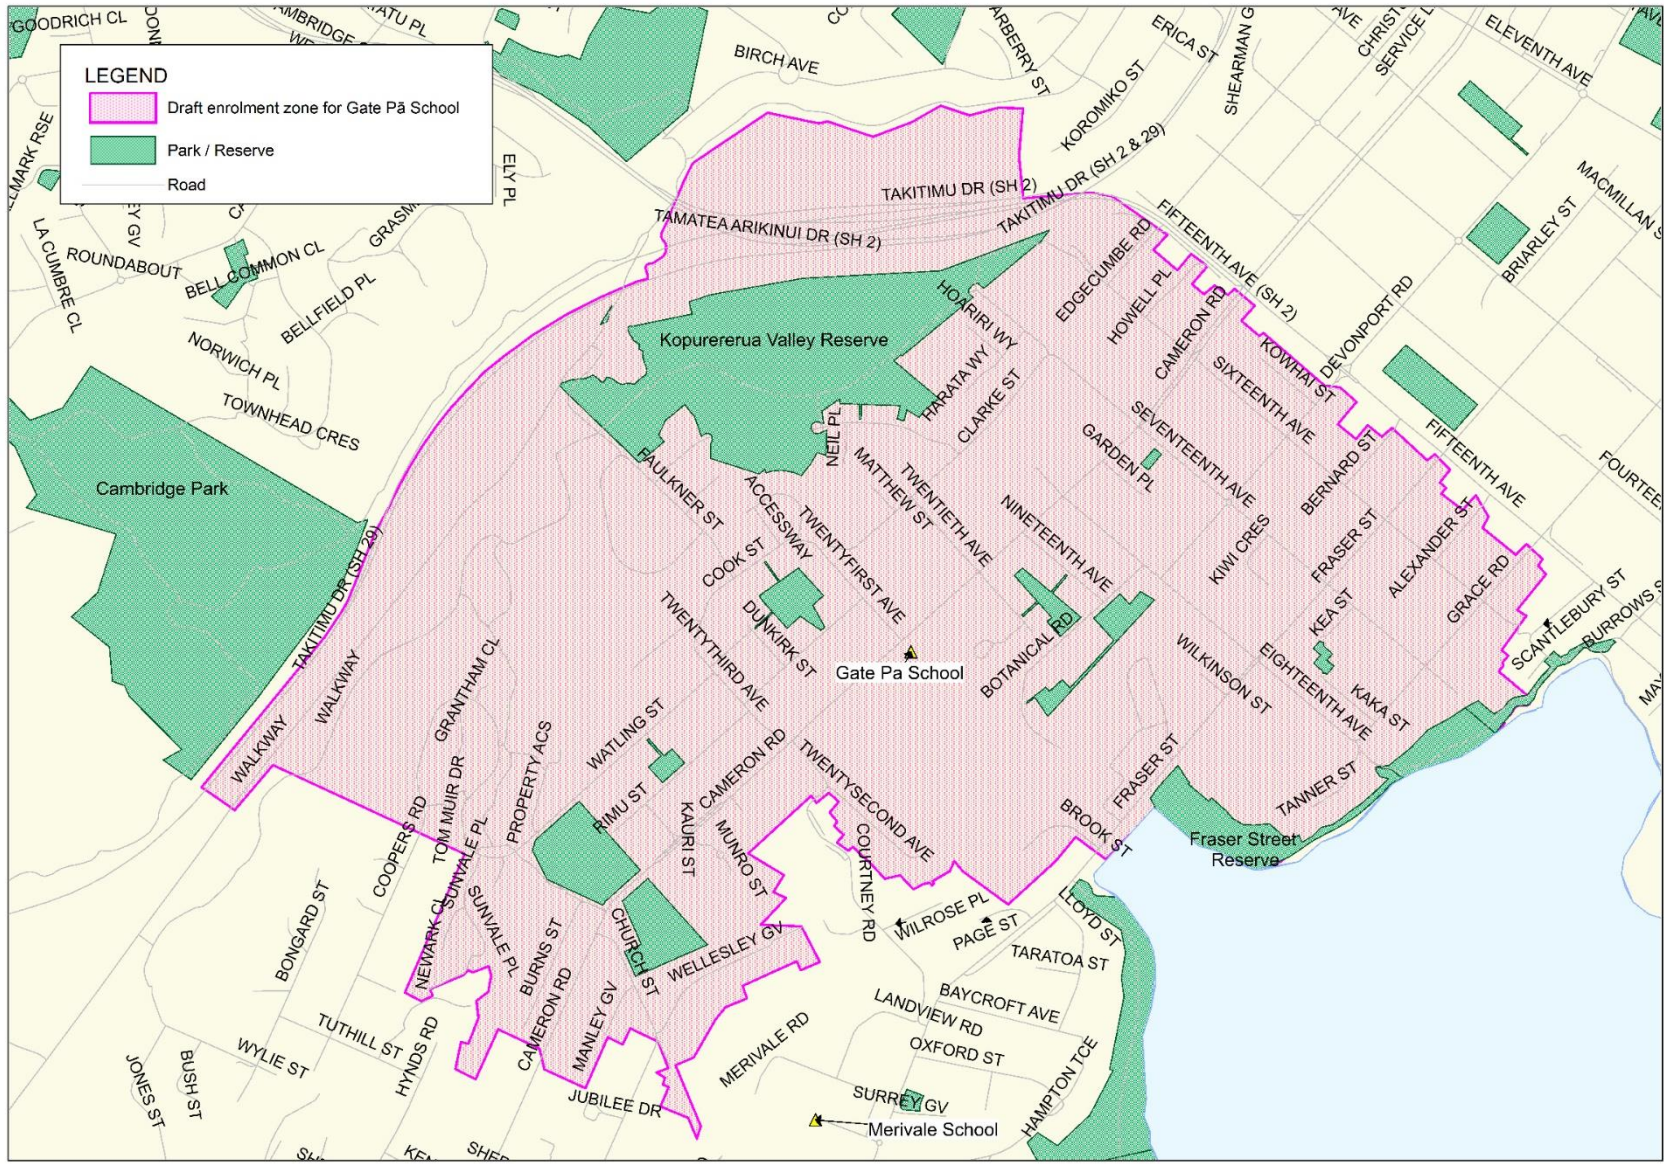 GOODRICH CL
BIRCH AVE
ERICA ST
ELEVENTH AVE
LEGEND
Draft enrolment zone for Gate Pā School
Park / Reserve
Road
KOROMIKO ST
ELY PL
MACMILLAN
BRIARLEY ST
TAKITIMU DR (SH 2)
TAKITIMU DR (SH 2 & 29)
TAMATEA ARIKINUI DR (SH 2)
FIFTEENTH AVE (SH 2)
LA CUMBRE CL
ROUNDABOUT
BELL COMMON CL
BELLFIELD PL
NORWICH PL
TOWNHEAD CRES
EDGECUMBE RD
HOWELL PL
CAMERON RD
DEVONPORT RD
KOWHAI ST
HOARIRI WY
HARATA WY
CLARKE ST
Kopurererua Valley Reserve
SIXTEENTH AVE
SEVENTEENTH AVE
GARDEN PL
BERNARD ST
FIFTEENTH AVE
NEIL PL
MATTHEW ST
TWENTIETH AVE
NINETEENTH AVE
Cambridge Park
FAULKNER ST
ACCESSWAY
TWENTYFIRST AVE
KIWI CRES
FRASER ST
ALEXANDER ST
GRACE RD
TAKITIMU DR (SH 29)
COOK ST
DUNKIRK ST
TWENTYTHIRD AVE
KEA ST
SCANTLEBURY ST
BURROWS S
WALKWAY
GRANTHAM CL
Gate Pa School
BOTANICAL RD
WILKINSON ST
EIGHTEENTH AVE
KAKA ST
WALKWAY
WATLING ST
PROPERTY ACS
CAMERON RD
TWENTYSECOND AVE
FRASER ST
TANNER ST
TOM MUIR DR
COOPERS RD
RIMU ST
KAURI ST
MUNRO ST
BROOK ST
Fraser Street
Reserve
COURTNEY RD
SUNVALE PL
SUNVALE PL
NEWARK CL
BONGARD ST
BURNS ST
CHURCH ST
WELLESLEY GV
WILROSE PL
PAGE ST
LLOYD ST
TARATOA ST
CAMERON RD
MANLEY GV
BAYCROFT AVE
LANDVIEW RD
OXFORD ST
TUTHILL ST
WYLIE ST
HYNDS RD
MERIVALE RD
JONES ST
BUSH ST
JUBILEE DR
SURREY GV
HAMPTON TCE
Merivale School